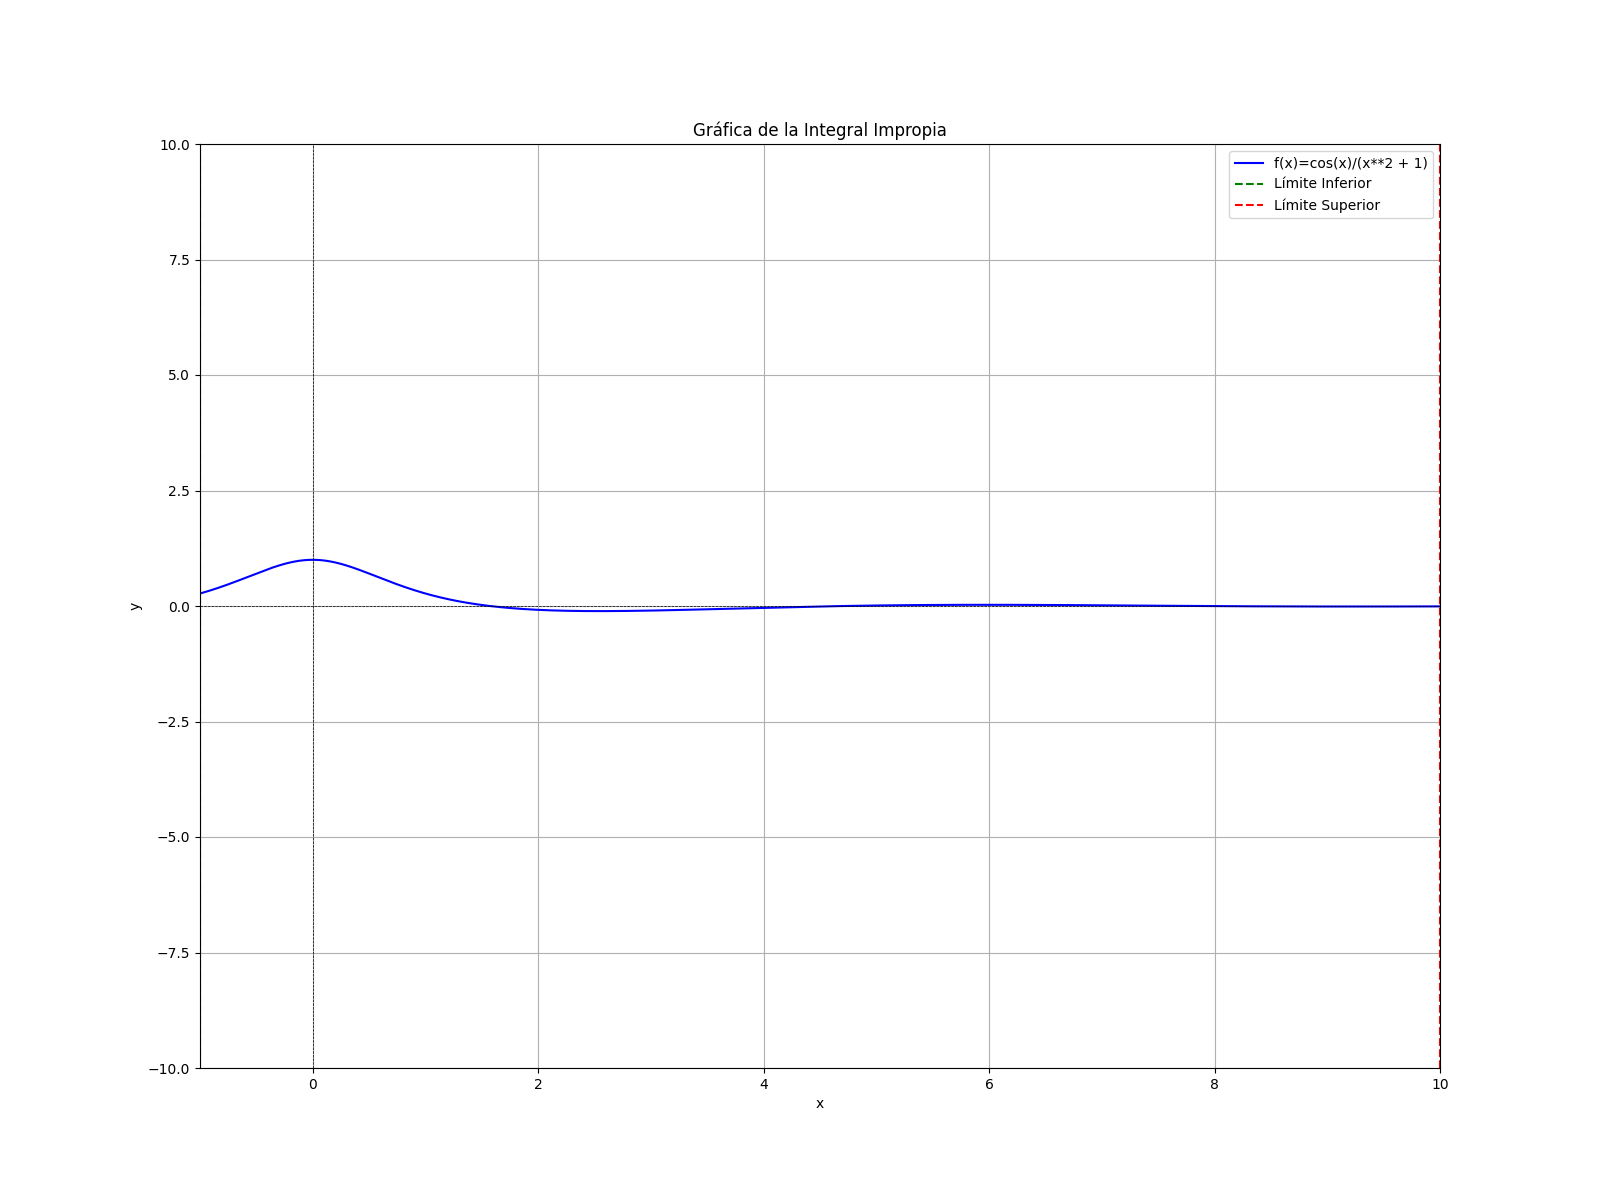 Gráfica de la Integral Impropia
f(x)=cos(x)/(x**2 + 1)
Límite Inferior
Límite Superior
10.0
7.5
5.0
2.5
0.0
−2.5
−5.0
−7.5
−10.0
y
0 2 4 6 8 10
x